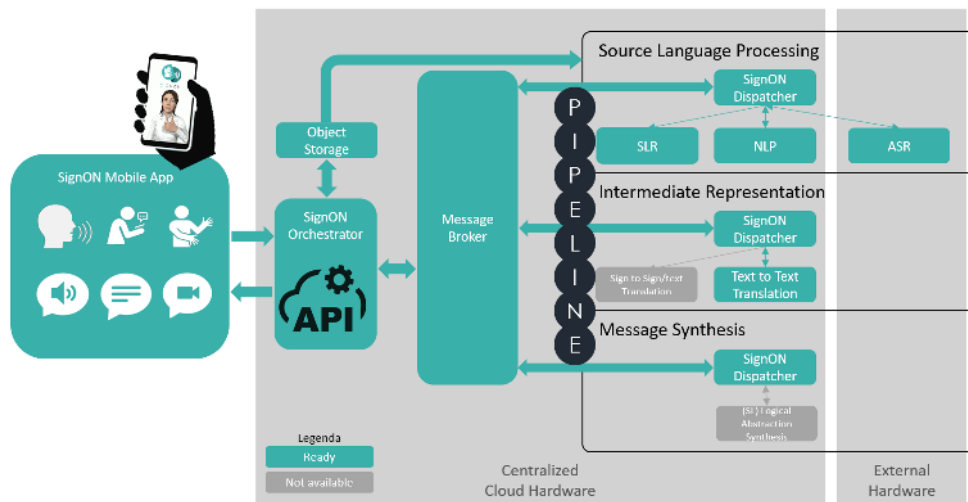 SignON Mobile App
Object
Storage
SignON
Orchestrator
API
Message
Broker
PIPELINE
Source Language Processing
SignON
Dispatcher
SLR
NLP
ASR
Intermediate Representation
SignON
Dispatcher
Sign to Sign/text
Translation
Text to Text
Translation
Message Synthesis
SignON
Dispatcher
(SL) Logical
Abstraction
Synthesis
Legenda
Ready
Not available
Centralized
Cloud Hardware
External
Hardware